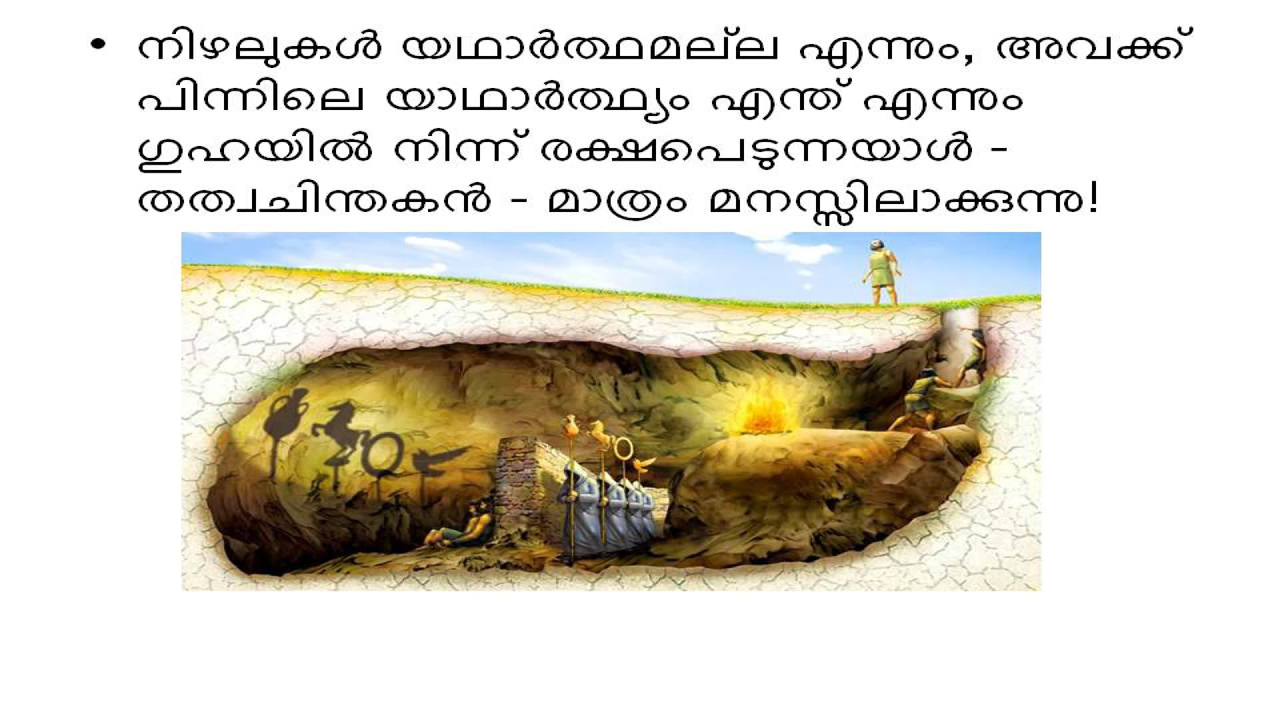 • നിഴലുകൾ യഥാർത്ഥമല്ല എന്നും, അവക്ക്
പിന്നിലെ യാഥാർത്ഥ്യം എന്ത് എന്നും
ഗുഹയിൽ നിന്ന് രക്ഷപെടുന്നയാൾ -
തത്വചിന്തകൻ - മാത്രം മനസ്സിലാക്കുന്നു!